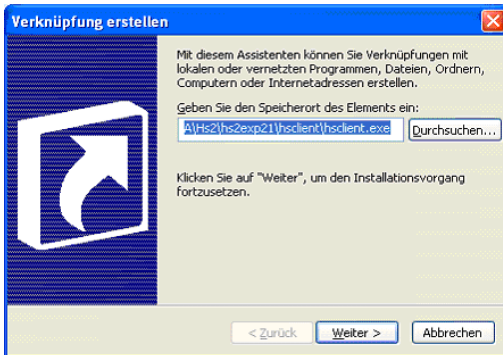 Verknüpfung erstellen
Mit diesem Assistenten können Sie Verknüpfungen mit
lokalen oder vernetzten Programmen, Dateien, Ordnern,
Computern oder Internetadressen erstellen.
Geben Sie den Speicherort des Elements ein:
A\Hs2\hs2exp21\hsclient\hsclient.exe Durchsuchen...
Klicken Sie auf "Weiter", um den Installationsvorgang
fortzusetzen.
< Zurück Weiter > Abbrechen